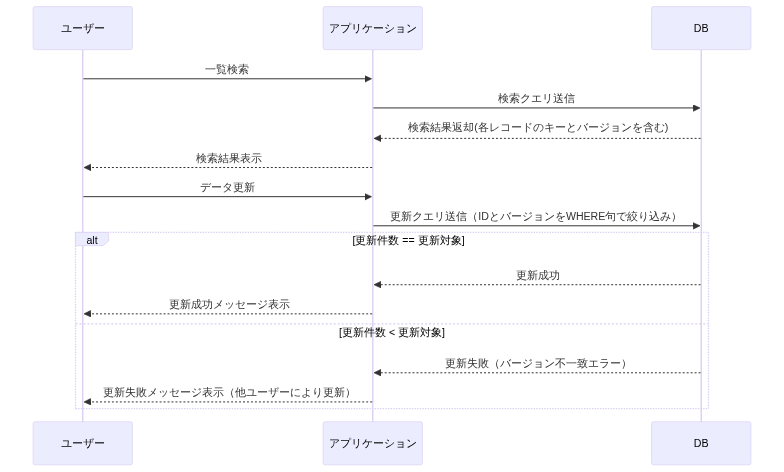 ユーザー
アプリケーション
DB
一覧検索
検索クエリ送信
検索結果返却(各レコードのキーとバージョンを含む)
検索結果表示
データ更新
更新クエリ送信（IDとバージョンをWHERE句で絞り込み）
alt
[更新件数 == 更新対象]
更新成功
更新成功メッセージ表示
[更新件数 < 更新対象]
更新失敗（バージョン不一致エラー）
更新失敗メッセージ表示（他ユーザーにより更新）
ユーザー
アプリケーション
DB